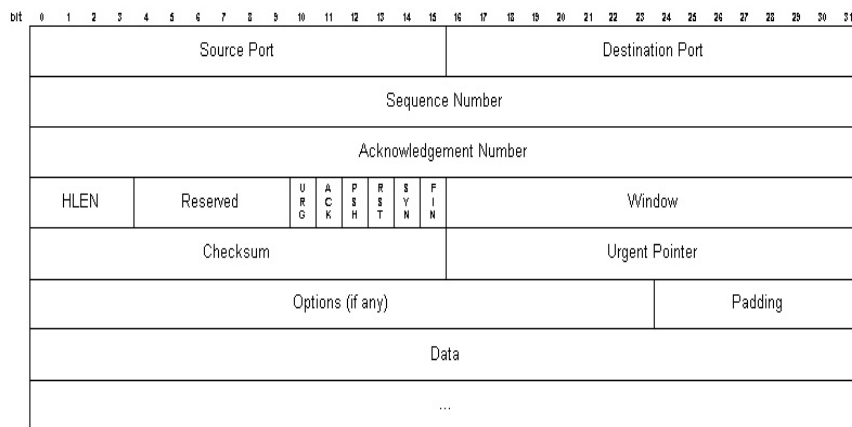 bit 0 1 2 3 4 5 6 7 8 9 10 11 12 13 14 15 16 17 18 19 20 21 22 23 24 25 26 27 28 29 30 31
Source Port Destination Port
Sequence Number
Acknowledgement Number
HLEN Reserved URG ACK PSH RST SYN FIN Window
Checksum Urgent Pointer
Options (if any) Padding
Data
...